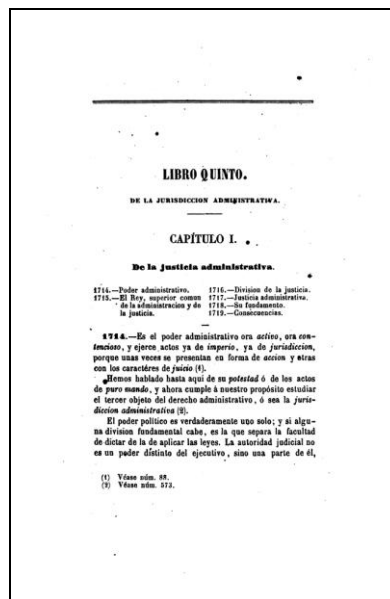 LIBRO QUINTO.
DE LA JURISDICCION ADMINISTRATIVA.
CAPÍTULO I.
De la justicia administrativa.
1714.—Poder administrativo.
1715.—El Rey, superior comun
de la administracion y de
la justicia.
1716.—Division de la justicia.
1717.—Justicia administrativa.
1718.—Su fundamento.
1719.—Consecuencias.
1714.—Es el poder administrativo ora activo, ora con-
tencioso, y ejerce actos ya de imperio, ya de jurisdiccion,
porque unas veces se presentan en forma de accion y otras
con los caractéres de juicio (1).
Hemos hablado hasta aqui de su potestad ó de los actos
de puro mando, y ahora cumple à nuestro propósito estudiar
el tercer objeto del derecho administrativo, ó sea la juris-
diccion administrativa (2).
El poder político es verdaderamente uno solo; y si algu-
na division fundamental cabe, es la que separa la facultad
de dictar de la de aplicar las leyes. La autoridad judicial no
es un poder distinto del ejecutivo, sino una parte de él,
(1) Véase núm. 88.
(2) Véase núm. 573.